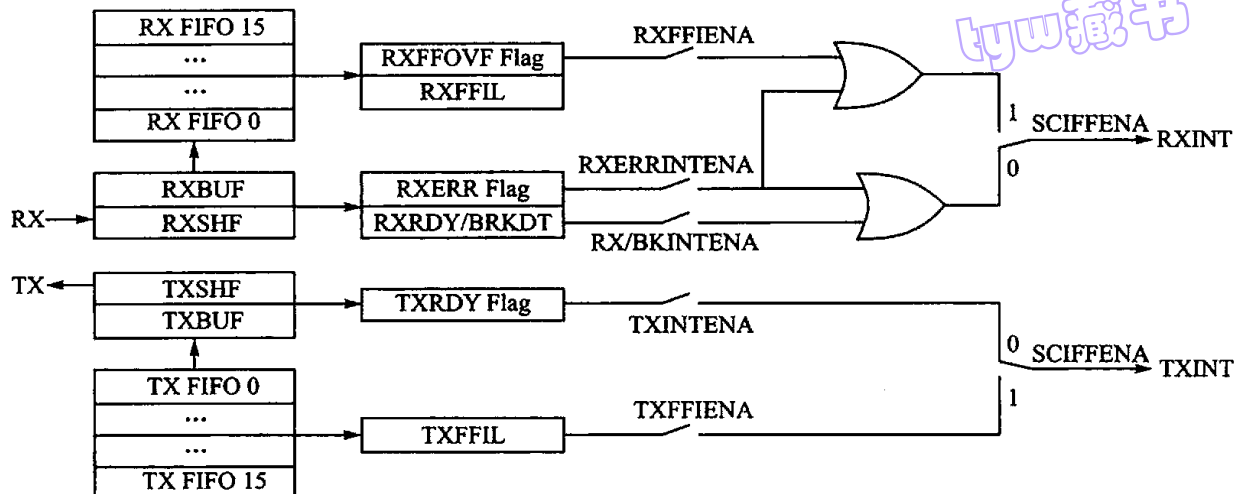 tyw藏书
RX FIFO 15
...
...
RX FIFO 0
RXFFOVF Flag
RXFFIL
RXFFIENA
1
SCIFFENA
RXINT
0
RX
RXBUF
RXSHF
RXERR Flag
RXRDY/BRKDT
RXERRINTENA
RX/BKINTENA
TX
TXSHF
TXBUF
TXRDY Flag
TXINTENA
0
SCIFFENA
TXINT
1
TX FIFO 0
...
...
TX FIFO 15
TXFFIL
TXFFIENA